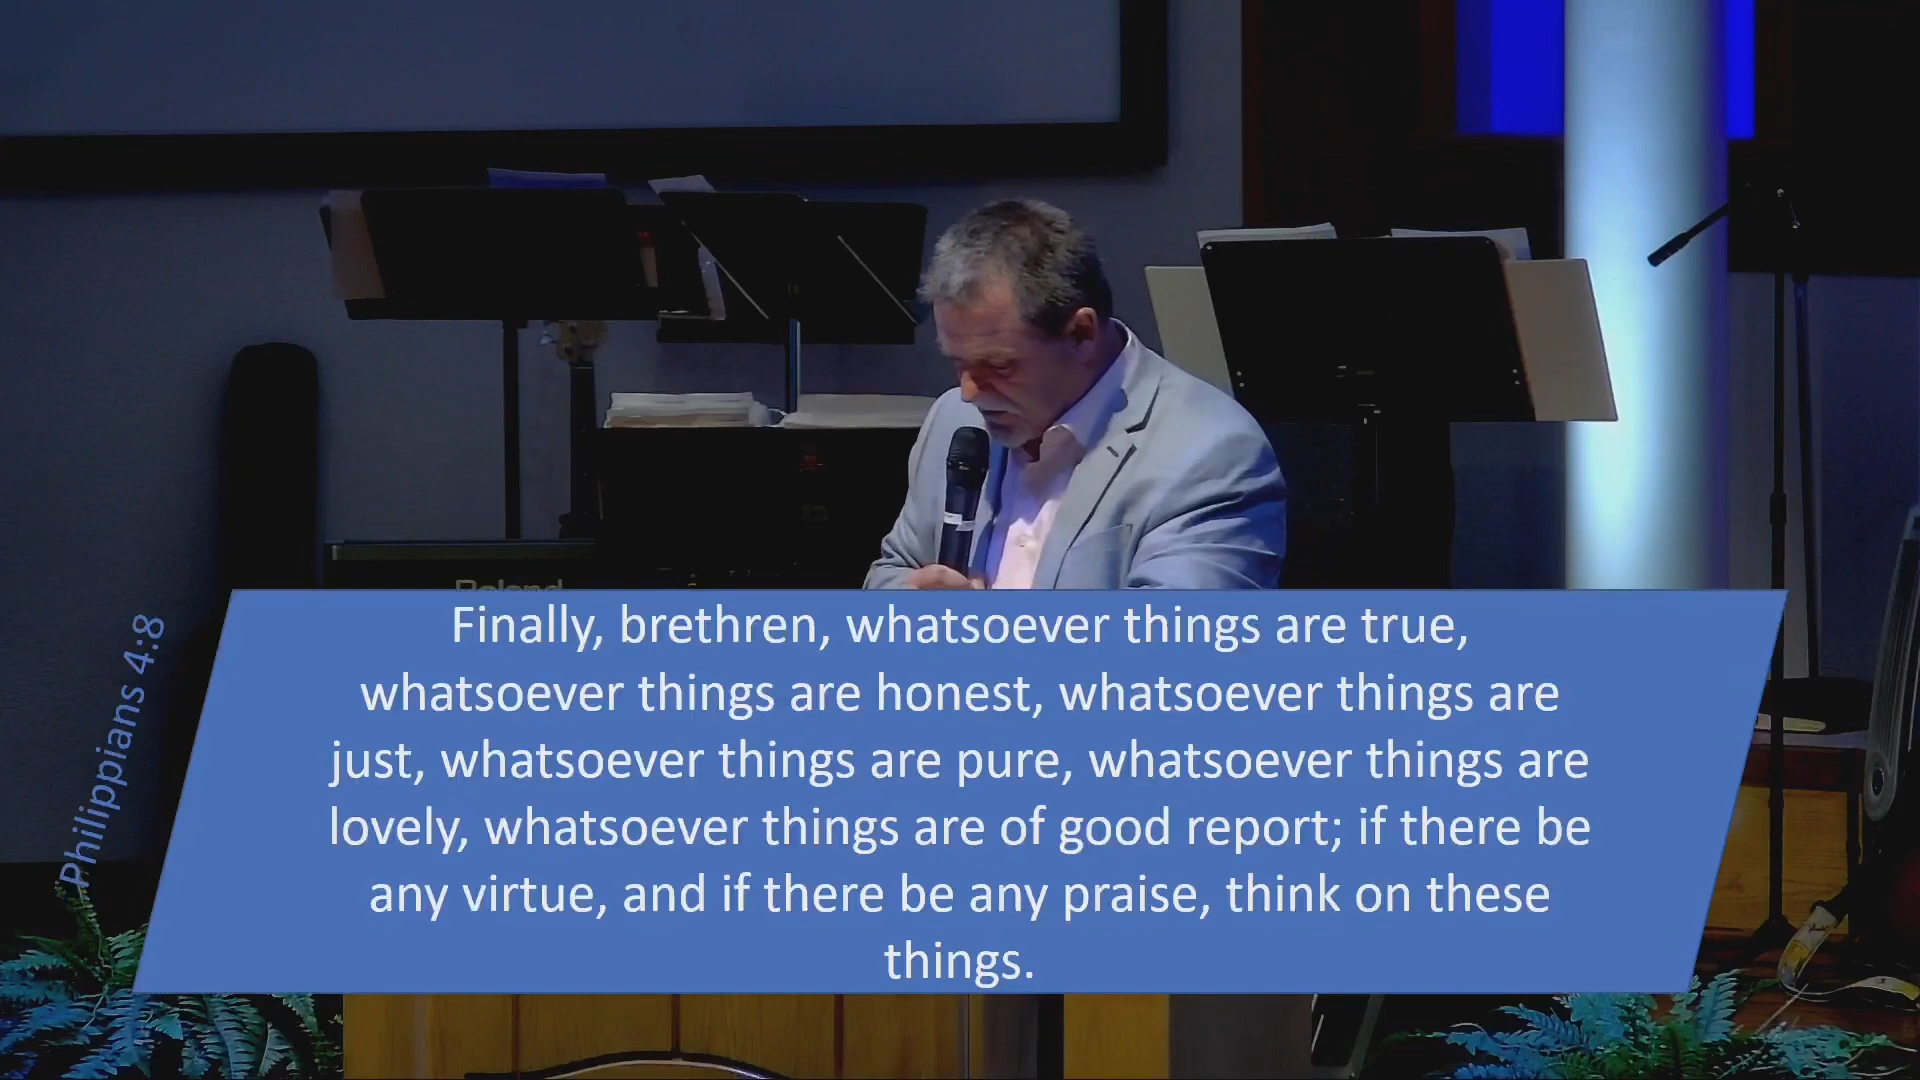 Roland
Philippians 4:8
Finally, brethren, whatsoever things are true,
whatsoever things are honest, whatsoever things are
just, whatsoever things are pure, whatsoever things are
lovely, whatsoever things are of good report; if there be
any virtue, and if there be any praise, think on these
things.